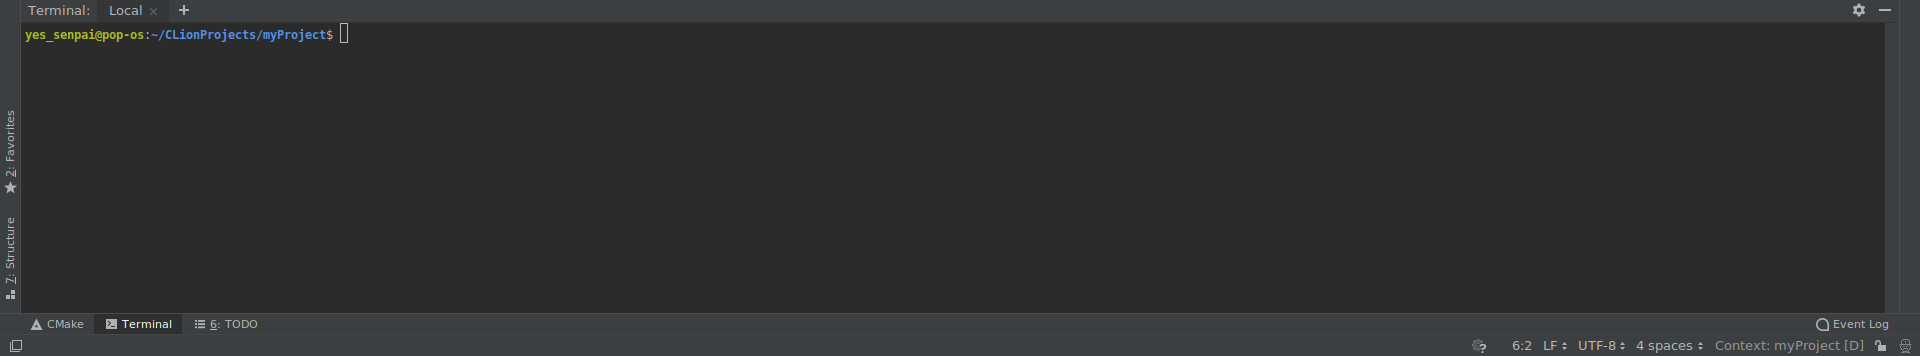 Terminal: Local × +
yes_senpai@pop-os:~/CLionProjects/myProject$
2: Favorites
7: Structure
CMake Terminal 6: TODO Event Log
6:2 LF UTF-8 4 spaces Context: myProject [D]